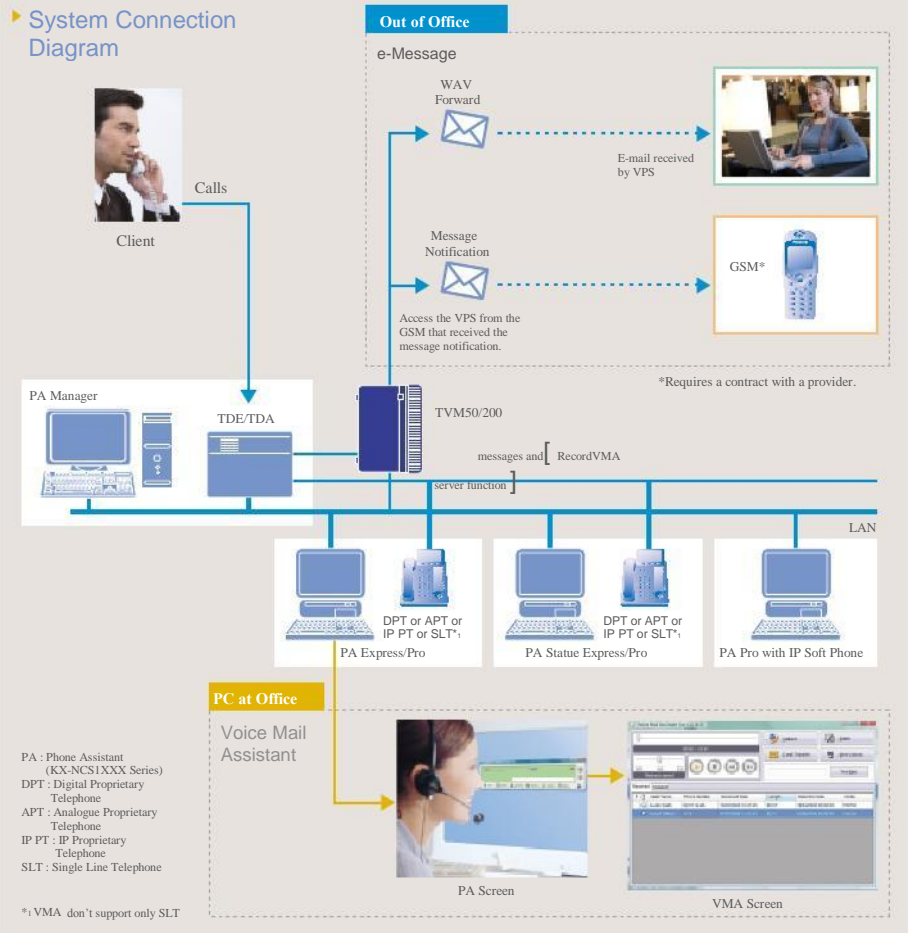 System Connection
Diagram
Out of Office
e-Message
WAV
Forward
E-mail received
by VPS
Calls
Client
Message
Notification
GSM*
Access the VPS from the
GSM that received the
message notification.
*Requires a contract with a provider.
PA Manager
TDE/TDA
TVM50/200
messages and [ RecordVMA
server function ]
LAN
DPT or APT or
IP PT or SLT*1
PA Express/Pro
DPT or APT or
IP PT or SLT*1
PA Statue Express/Pro
PA Pro with IP Soft Phone
PC at Office
Voice Mail
Assistant
PA Screen
VMA Screen
PA : Phone Assistant
(KX-NCS1XXX Series)
DPT : Digital Proprietary
Telephone
APT : Analogue Proprietary
Telephone
IP PT : IP Proprietary
Telephone
SLT : Single Line Telephone
*1 VMA don't support only SLT